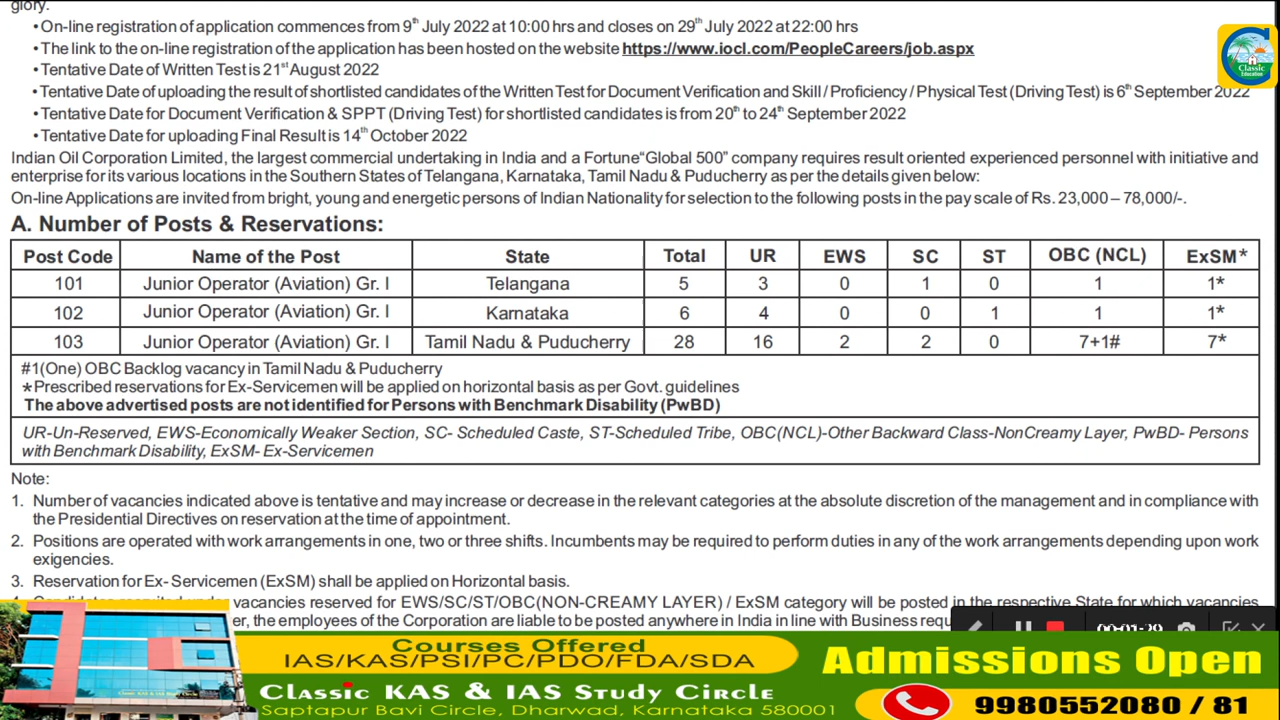 glory.
• On-line registration of application commences from 9th July 2022 at 10:00 hrs and closes on 29th July 2022 at 22:00 hrs
• The link to the on-line registration of the application has been hosted on the website https://www.iocl.com/PeopleCareers/job.aspx
• Tentative Date of Written Test is 21st August 2022
• Tentative Date of uploading the result of shortlisted candidates of the Written Test for Document Verification and Skill / Proficiency / Physical Test (Driving Test) is 6th September 2022
• Tentative Date for Document Verification & SPPT (Driving Test) for shortlisted candidates is from 20th to 24th September 2022
• Tentative Date for uploading Final Result is 14th October 2022
Classic
Education
Indian Oil Corporation Limited, the largest commercial undertaking in India and a Fortune“Global 500” company requires result oriented experienced personnel with initiative and
enterprise for its various locations in the Southern States of Telangana, Karnataka, Tamil Nadu & Puducherry as per the details given below:
On-line Applications are invited from bright, young and energetic persons of Indian Nationality for selection to the following posts in the pay scale of Rs. 23,000 – 78,000/-.
A. Number of Posts & Reservations:
Post Code Name of the Post State Total UR EWS SC ST OBC (NCL) ExSM*
101 Junior Operator (Aviation) Gr. I Telangana 5 3 0 1 0 1 1*
102 Junior Operator (Aviation) Gr. I Karnataka 6 4 0 0 1 1 1*
103 Junior Operator (Aviation) Gr. I Tamil Nadu & Puducherry 28 16 2 2 0 7+1# 7*
#1(One) OBC Backlog vacancy in Tamil Nadu & Puducherry
*Prescribed reservations for Ex-Servicemen will be applied on horizontal basis as per Govt. guidelines
The above advertised posts are not identified for Persons with Benchmark Disability (PwBD)
UR-Un-Reserved, EWS-Economically Weaker Section, SC- Scheduled Caste, ST-Scheduled Tribe, OBC(NCL)-Other Backward Class-NonCreamy Layer, PwBD- Persons
with Benchmark Disability, ExSM- Ex-Servicemen
Note:
1. Number of vacancies indicated above is tentative and may increase or decrease in the relevant categories at the absolute discretion of the management and in compliance with
the Presidential Directives on reservation at the time of appointment.
2. Positions are operated with work arrangements in one, two or three shifts. Incumbents may be required to perform duties in any of the work arrangements depending upon work
exigencies.
3. Reservation for Ex- Servicemen (ExSM) shall be applied on Horizontal basis.
vacancies reserved for EWS/SC/ST/OBC(NON-CREAMY LAYER) / ExSM category will be posted in the respective State for which vacancies
the employees of the Corporation are liable to be posted anywhere in India in line with Business
Courses Offered
IAS/KAS/PSI/PC/PDO/FDA/SDA
Classic KAS & IAS Study Circle
Saptapur Bavi Circle, Dharwad, Karnataka 580001
Admissions Open
9980552080 / 81